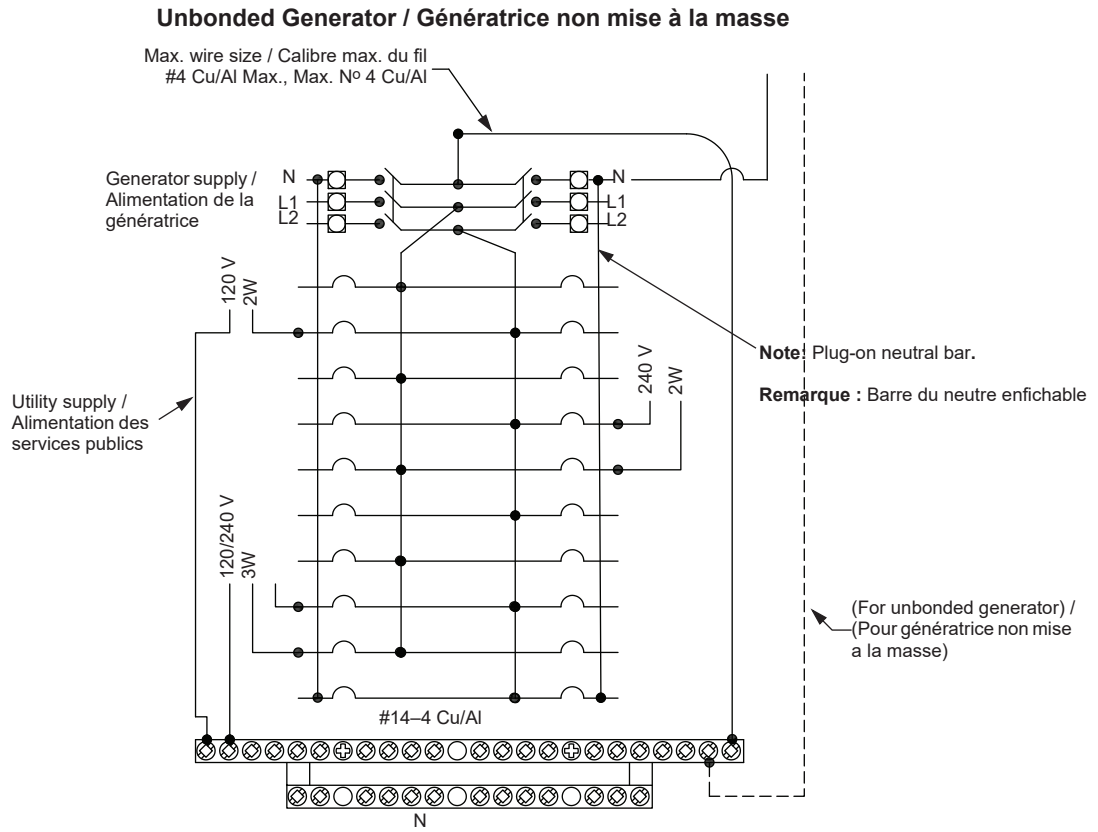 Unbonded Generator / Génératrice non mise à la masse
Max. wire size / Calibre max. du fil
#4 Cu/Al Max., Max. Nº 4 Cu/Al
Generator supply /
Alimentation de la
génératrice
N
L1
L2
N
L1
L2
120 V
2W
240 V
2W
Note: Plug-on neutral bar.
Remarque : Barre du neutre enfichable
Utility supply /
Alimentation des
services publics
120/240 V
3W
(For unbonded generator) /
(Pour génératrice non mise
a la masse)
#14–4 Cu/Al
N